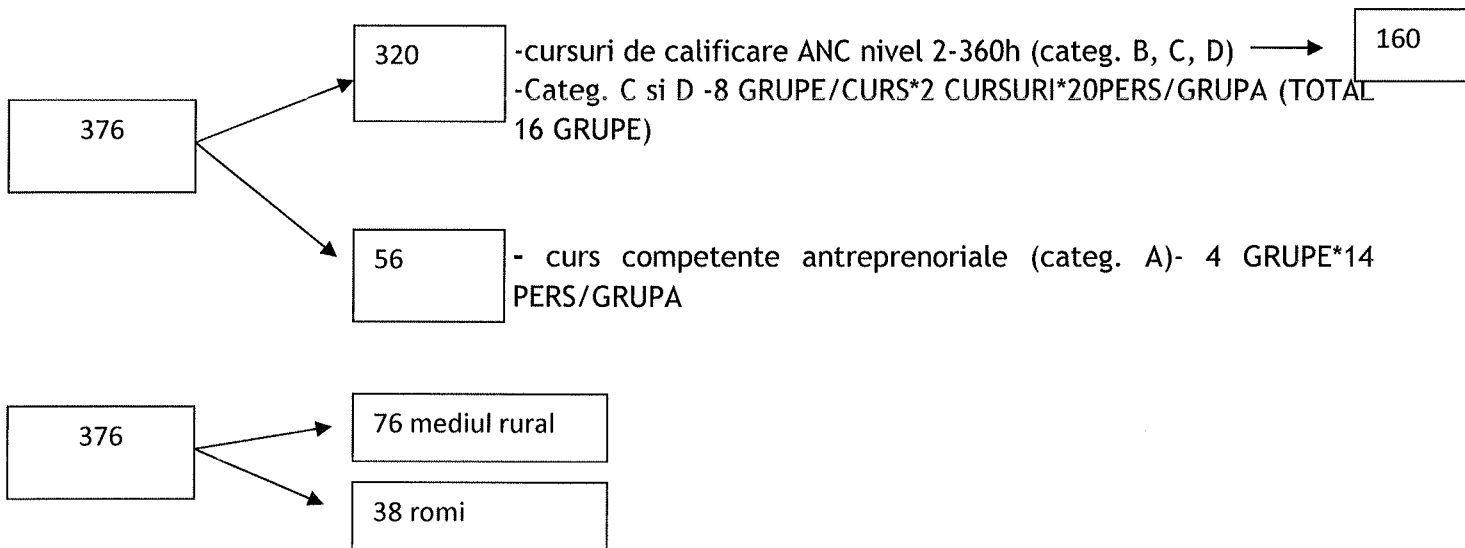 320
-cursuri de calificare ANC nivel 2-360h (categ. B, C, D)
160
-Categ. C si D -8 GRUPE/CURS*2 CURSURI*20PERS/GRUPA (TOTAL
16 GRUPE)
376
56
- curs competente antreprenoriale (categ. A)- 4 GRUPE*14
PERS/GRUPA
376
76 mediul rural
38 romi